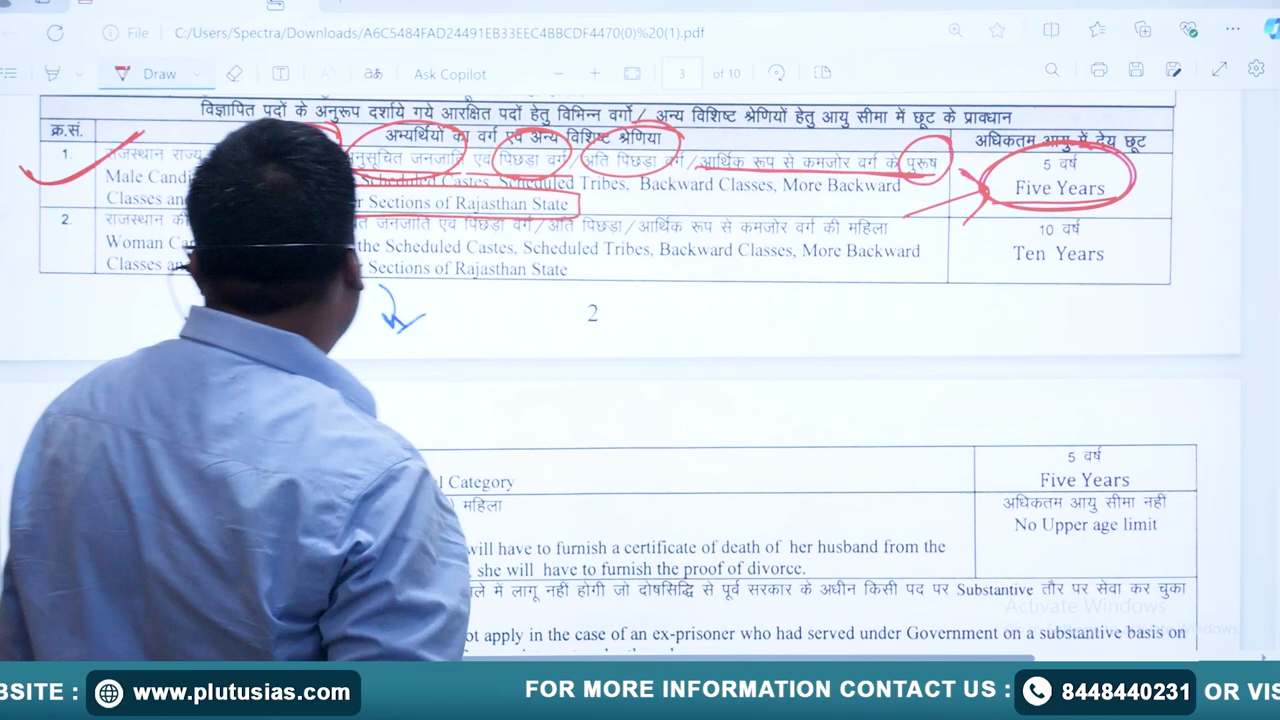 File C:/Users/Spectra/Downloads/A6C5484FAD24491EB33EEC4BBCDF4470(0)%20(1).pdf
Draw Ask Copilot 3 of 10
विज्ञापित पदों के अनुरूप दर्शाये गये आरक्षित पदों हेतु विभिन्न वर्गों / अन्य विशिष्ट श्रेणियों हेतु आयु सीमा में छूट के प्रावधान
क्र.सं. अभ्यर्थियों का वर्ग एवं अन्य विशिष्ट श्रेणिया अधिकतम आयु में देय छूट
1. राजस्थान राज्य अनुसूचित जनजाति एवं पिछडा वर्ग /अति पिछडा वर्ग/आर्थिक रूप से कमजोर वर्ग के पुरूष 5 वर्ष
Male Scheduled Castes, Scheduled Tribes, Backward Classes, More Backward Five Years
Classes Sections of Rajasthan State
2. राजस्थान जनजाति एवं पिछडा वर्ग/अति पिछडा/आर्थिक रूप से कमजोर वर्ग की महिला 10 वर्ष
Woman the Scheduled Castes, Scheduled Tribes, Backward Classes, More Backward Ten Years
Classes Sections of Rajasthan State
2
5 वर्ष
Category Five Years
महिला अधिकतम आयु सीमा नहीं
No Upper age limit
will have to furnish a certificate of death of her husband from the
she will have to furnish the proof of divorce.
में लागू नहीं होगी जो दोषसिद्धि से पूर्व सरकार के अधीन किसी पद पर Substantive तौर पर सेवा कर चुका
Activate Windows
apply in the case of an ex-prisoner who had served under Government on a substantive basis on
BSITE : www.plutusias.com FOR MORE INFORMATION CONTACT US : 8448440231 OR VIS